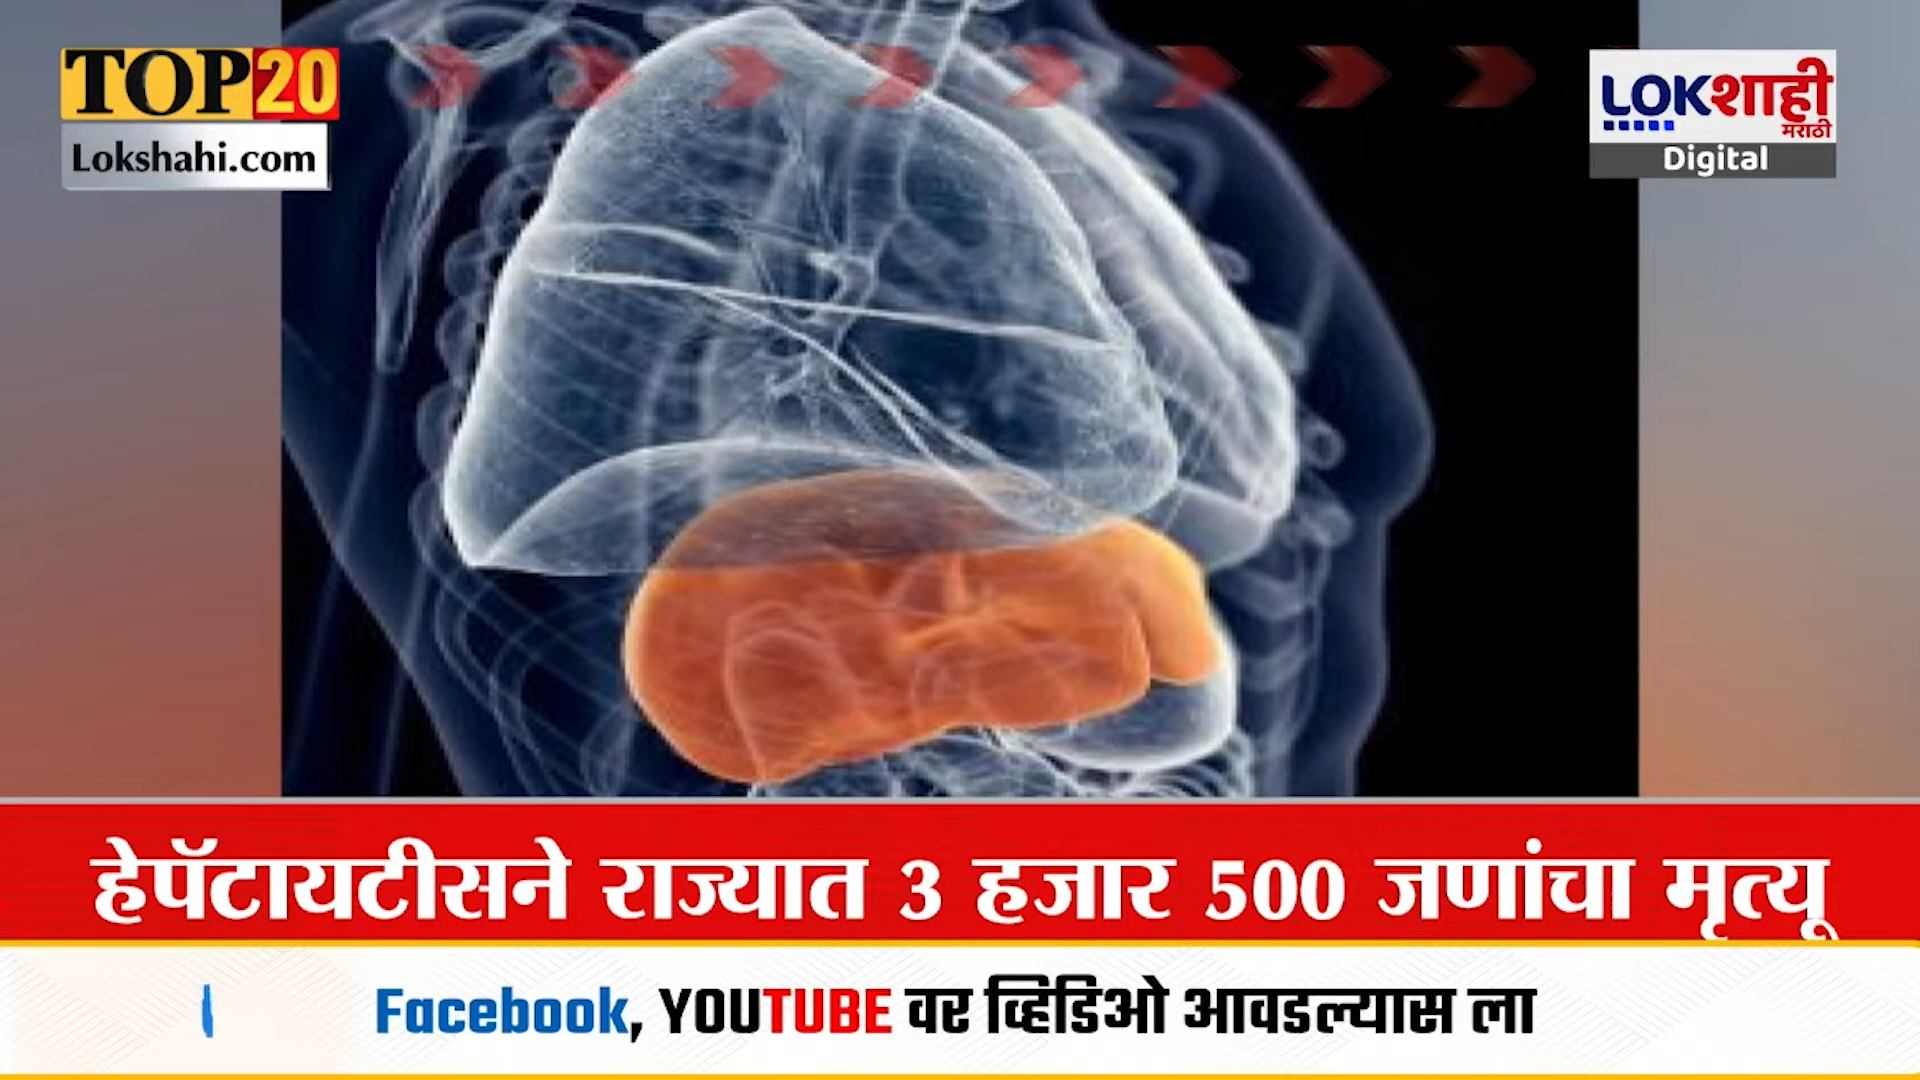 TOP20
Lokshahi.com
LOKशाही
मराठी
Digital
हेपॅटायटीसने राज्यात 3 हजार 500 जणांचा मृत्यू
Facebook, YOUTUBE वर व्हिडिओ आवडल्यास ला